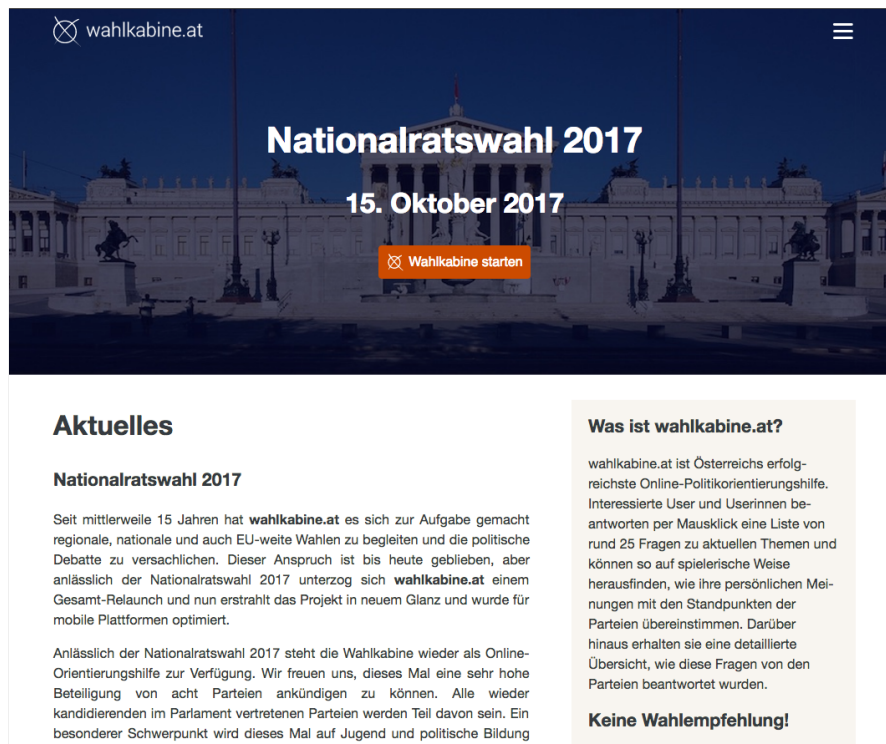 wahlkabine.at
Nationalratswahl 2017
15. Oktober 2017
Wahlkabine starten
Aktuelles
Nationalratswahl 2017
Seit mittlerweile 15 Jahren hat wahlkabine.at es sich zur Aufgabe gemacht
regionale, nationale und auch EU-weite Wahlen zu begleiten und die politische
Debatte zu versachlichen. Dieser Anspruch ist bis heute geblieben, aber
anlässlich der Nationalratswahl 2017 unterzog sich wahlkabine.at einem
Gesamt-Relaunch und nun erstrahlt das Projekt in neuem Glanz und wurde für
mobile Plattformen optimiert.
Anlässlich der Nationalratswahl 2017 steht die Wahlkabine wieder als Online-
Orientierungshilfe zur Verfügung. Wir freuen uns, dieses Mal eine sehr hohe
Beteiligung von acht Parteien ankündigen zu können. Alle wieder
kandidierenden im Parlament vertretenen Parteien werden Teil davon sein. Ein
besonderer Schwerpunkt wird dieses Mal auf Jugend und politische Bildung
Was ist wahlkabine.at?
wahlkabine.at ist Österreichs erfolg-
reichste Online-Politikorientierungshilfe.
Interessierte User und Userinnen be-
antworten per Mausklick eine Liste von
rund 25 Fragen zu aktuellen Themen und
können so auf spielerische Weise
herausfinden, wie ihre persönlichen Mei-
nungen mit den Standpunkten der
Parteien übereinstimmen. Darüber
hinaus erhalten sie eine detaillierte
Übersicht, wie diese Fragen von den
Parteien beantwortet wurden.
Keine Wahlempfehlung!